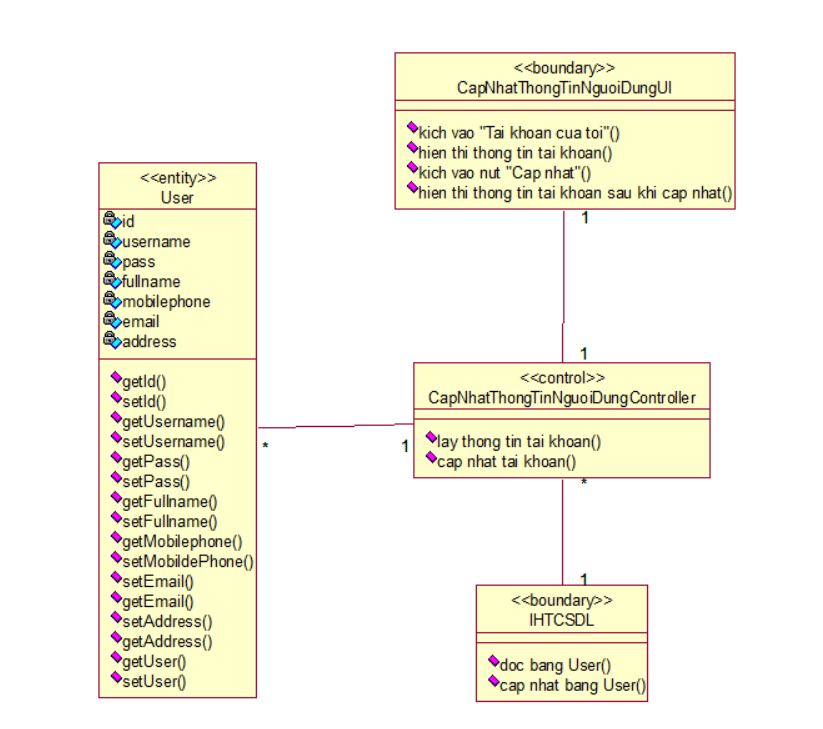 <<boundary>>
CapNhatThongTinNguoiDungUI
kich vao "Tai khoan cua toi"()
hien thi thong tin tai khoan()
kich vao nut "Cap nhat"()
hien thi thong tin tai khoan sau khi cap nhat()
1
<<entity>>
User
id
username
pass
fullname
mobilephone
email
address
getId()
setId()
getUsername()
setUsername()
getPass()
setPass()
getFullname()
setFullname()
getMobilephone()
setMobildePhone()
setEmail()
getEmail()
setAddress()
getAddress()
getUser()
setUser()
*
1
1
<<control>>
CapNhatThongTinNguoiDungController
lay thong tin tai khoan()
cap nhat tai khoan()
*
1
<<boundary>>
IHTCSDL
doc bang User()
cap nhat bang User()